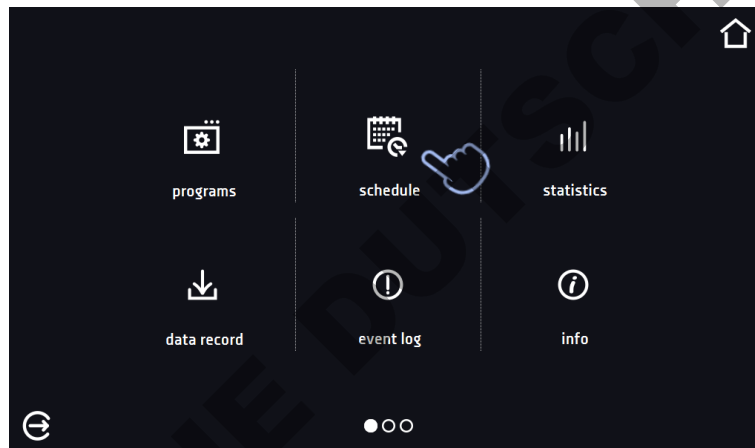 programs
schedule
statistics
data record
event log
info